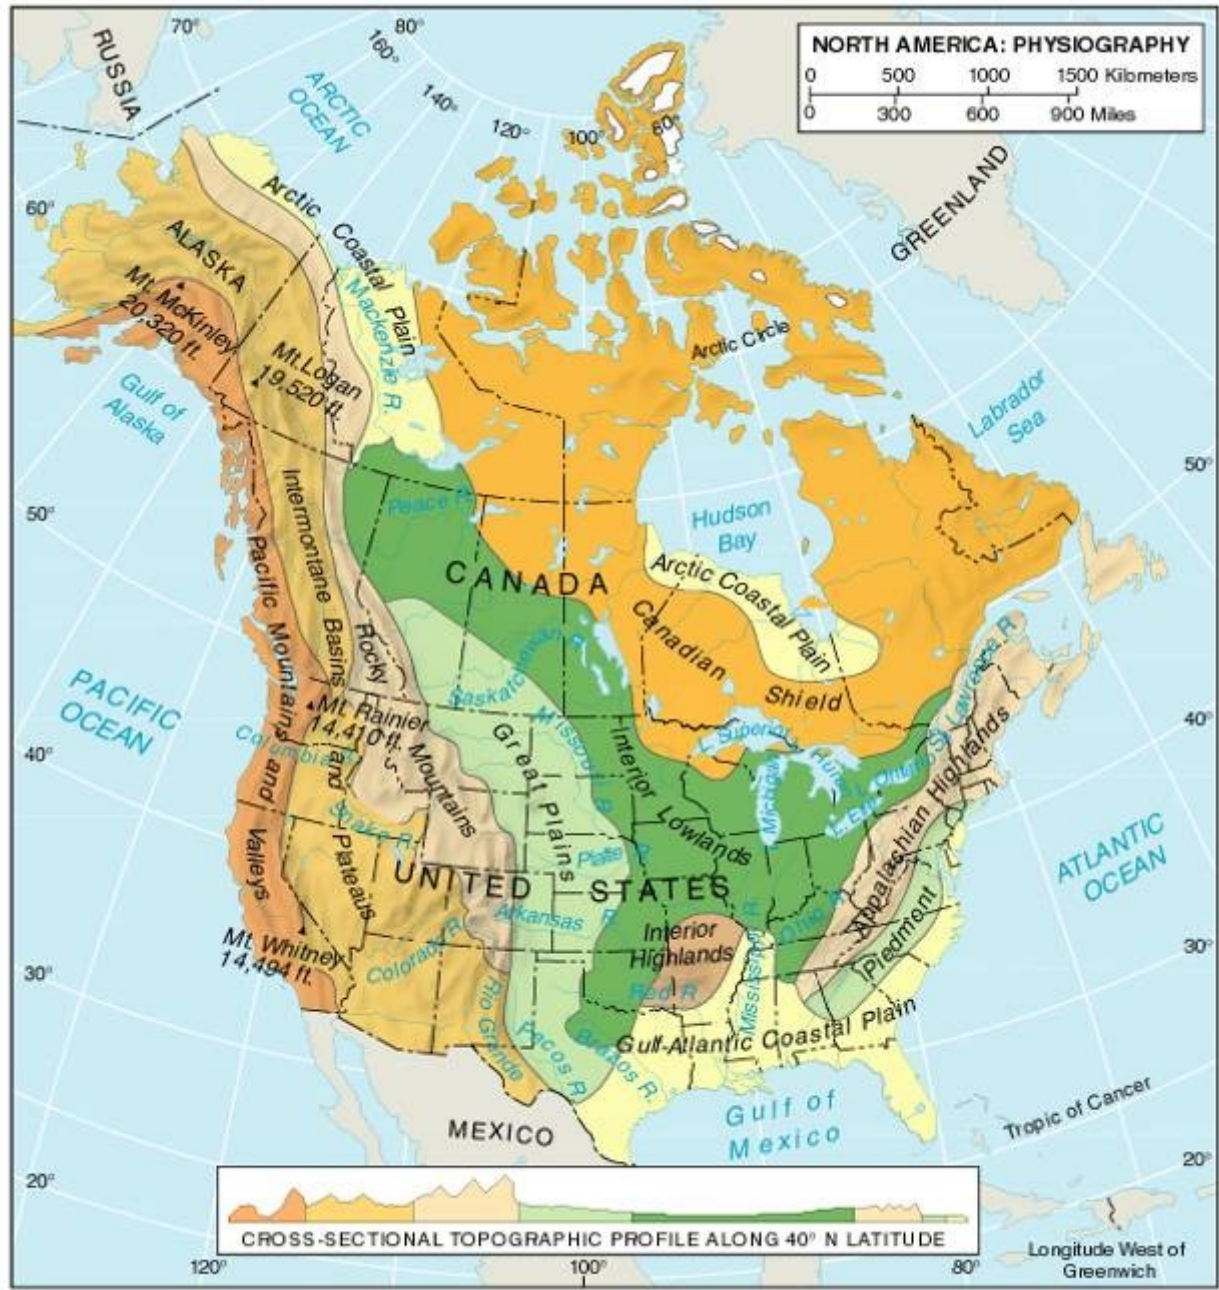 NORTH AMERICA: PHYSIOGRAPHY
0 500 1000 1500 Kilometers
0 300 600 900 Miles
70°
80°
160°
140°
120°
100°
80°
RUSSIA
ARCTIC
OCEAN
GREENLAND
60°
ALASKA
Arctic Coastal Plain
Mt. McKinley
20,320 ft.
Mackenzie R.
Mt. Logan
19,520 ft.
Arctic Circle
Gulf of
Alaska
Labrador
Sea
50°
50°
Intermontane Basins and Plateaus
Peace R.
Hudson
Bay
CANADA
Arctic Coastal Plain
Canadian Shield
Pacific Mountains and Valleys
Rocky Mountains
Saskatchewan R.
St. Lawrence R.
PACIFIC
OCEAN
40°
40°
Mt. Rainier
14,410 ft.
Columbia R.
Great Plains
Missouri R.
Interior Lowlands
L. Superior
Michigan
Huron
L. Ontario
L. Erie
Appalachian Highlands
Snake R.
Platte R.
UNITED STATES
ATLANTIC
OCEAN
Arkansas R.
Ohio R.
Piedmont
Mt. Whitney
14,494 ft.
Colorado R.
Interior
Highlands
Red R.
Mississippi R.
30°
30°
Rio Grande
Pecos R.
Brazos R.
Gulf-Atlantic Coastal Plain
MEXICO
Gulf of
Mexico
Tropic of Cancer
20°
20°
CROSS-SECTIONAL TOPOGRAPHIC PROFILE ALONG 40° N LATITUDE
120°
100°
80°
Longitude West of
Greenwich